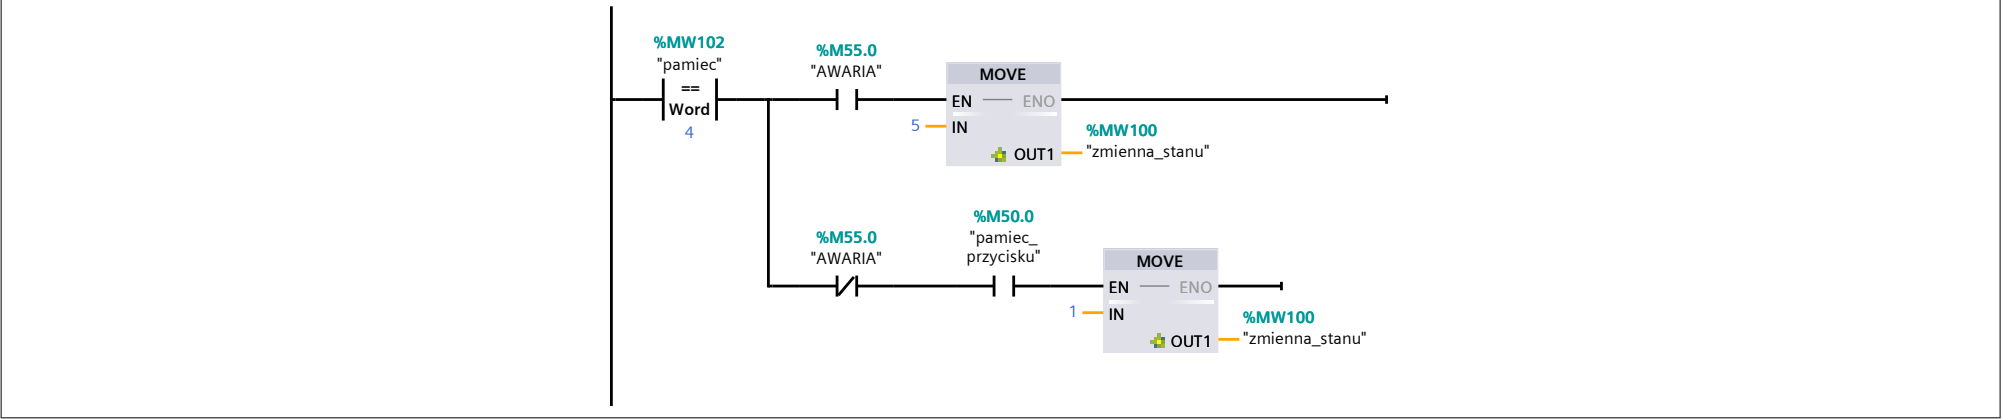 %MW102
"pamiec"
==
Word
4
%M55.0
"AWARIA"
MOVE
EN
ENO
5
IN
OUT1
%MW100
"zmienna_stanu"
%M55.0
"AWARIA"
%M50.0
"pamiec_
przycisku"
MOVE
EN
ENO
1
IN
OUT1
%MW100
"zmienna_stanu"